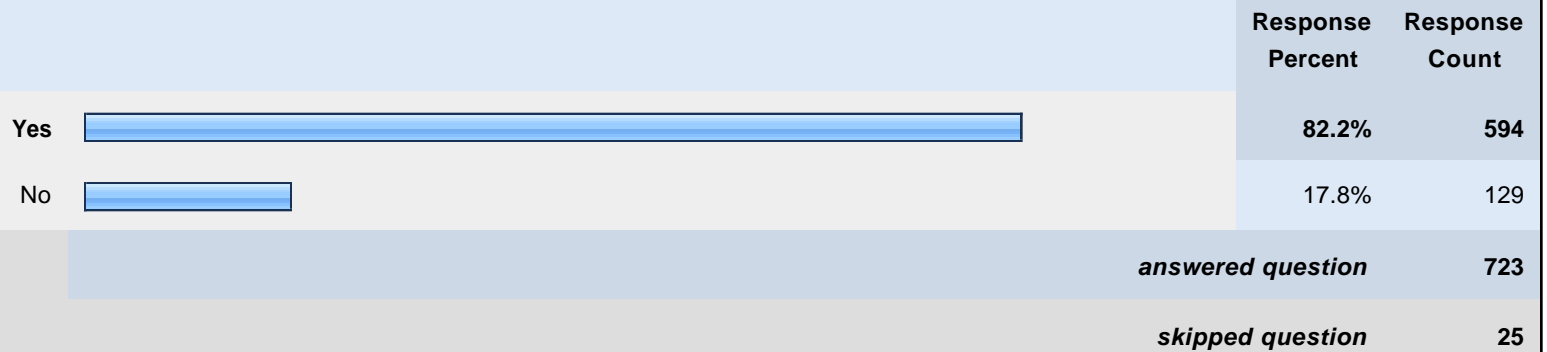 Response Response
Percent Count
Yes 82.2% 594
No 17.8% 129
answered question 723
skipped question 25